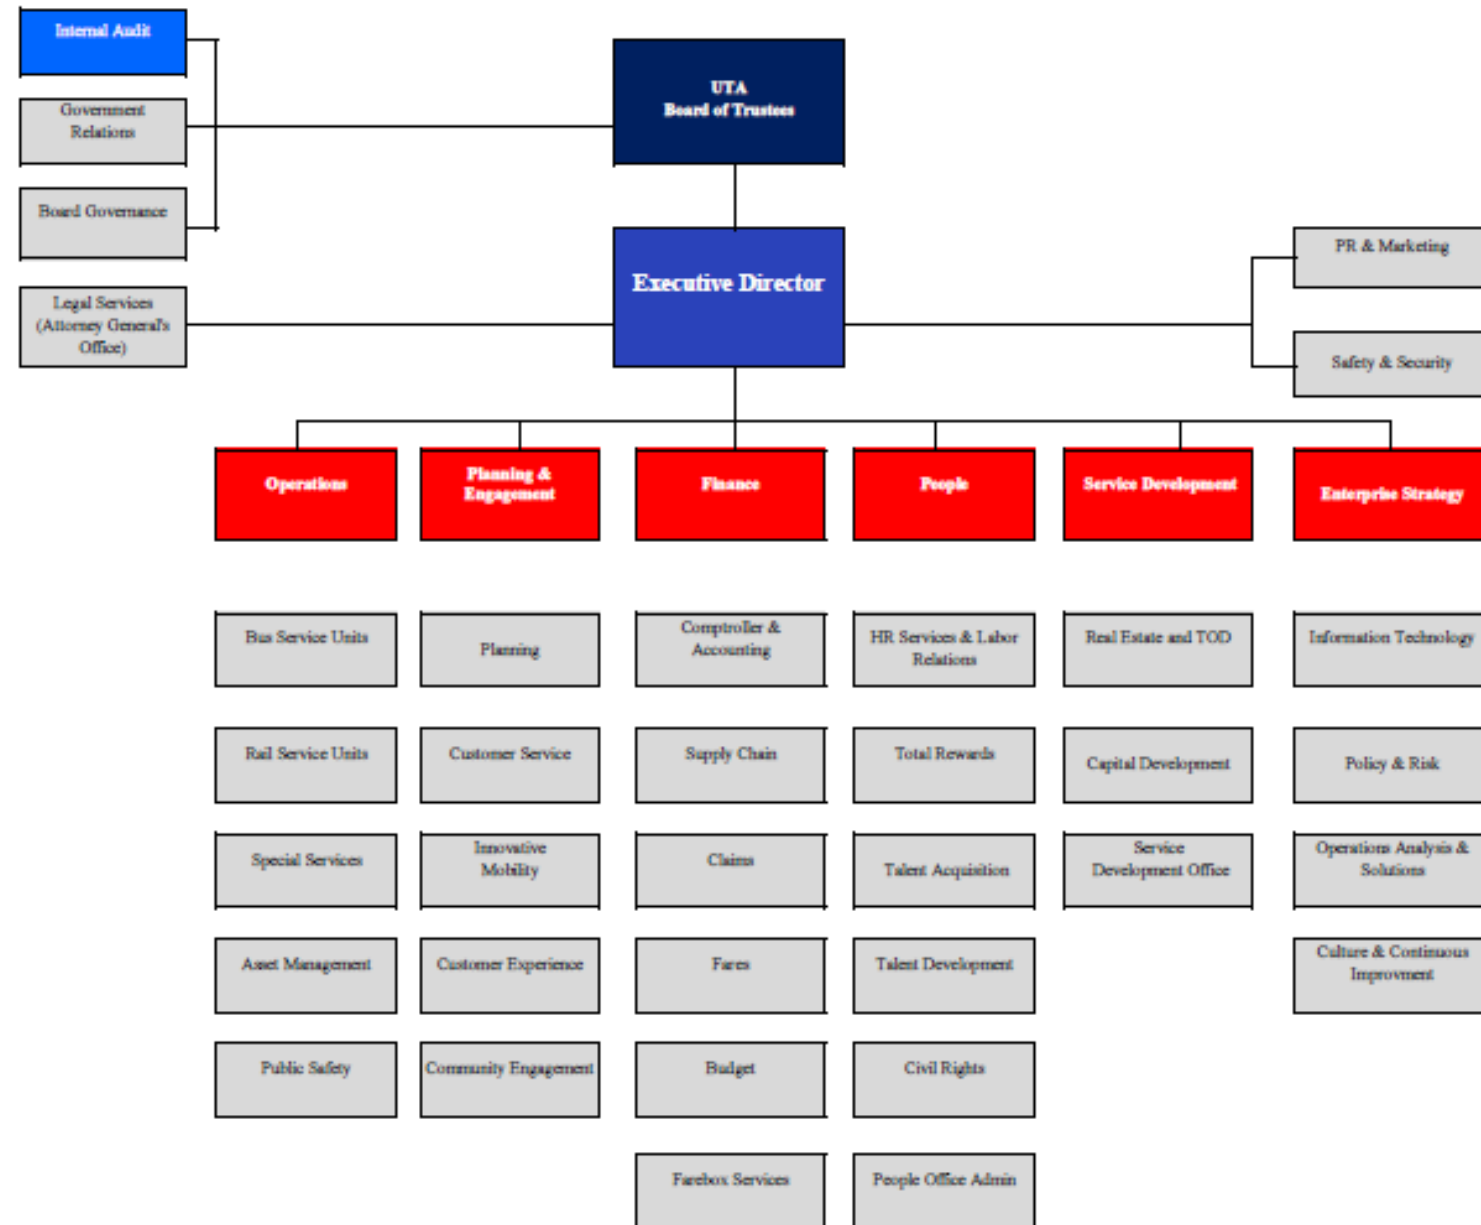 Internal Audit
UTA
Board of Trustees
Government
Relations
Board Governance
Executive Director
PR & Marketing
Legal Services
(Attorney General's
Office)
Safety & Security
Operations
Planning &
Engagement
Finance
People
Service Development
Enterprise Strategy
Bus Service Units
Planning
Comptroller &
Accounting
HR Services & Labor
Relations
Real Estate and TOD
Information Technology
Rail Service Units
Customer Service
Supply Chain
Total Rewards
Capital Development
Policy & Risk
Special Services
Innovative
Mobility
Claims
Talent Acquisition
Service
Development Office
Operations Analysis &
Solutions
Asset Management
Customer Experience
Fares
Talent Development
Culture & Continuous
Improvment
Public Safety
Community Engagement
Budget
Civil Rights
Farebox Services
People Office Admin